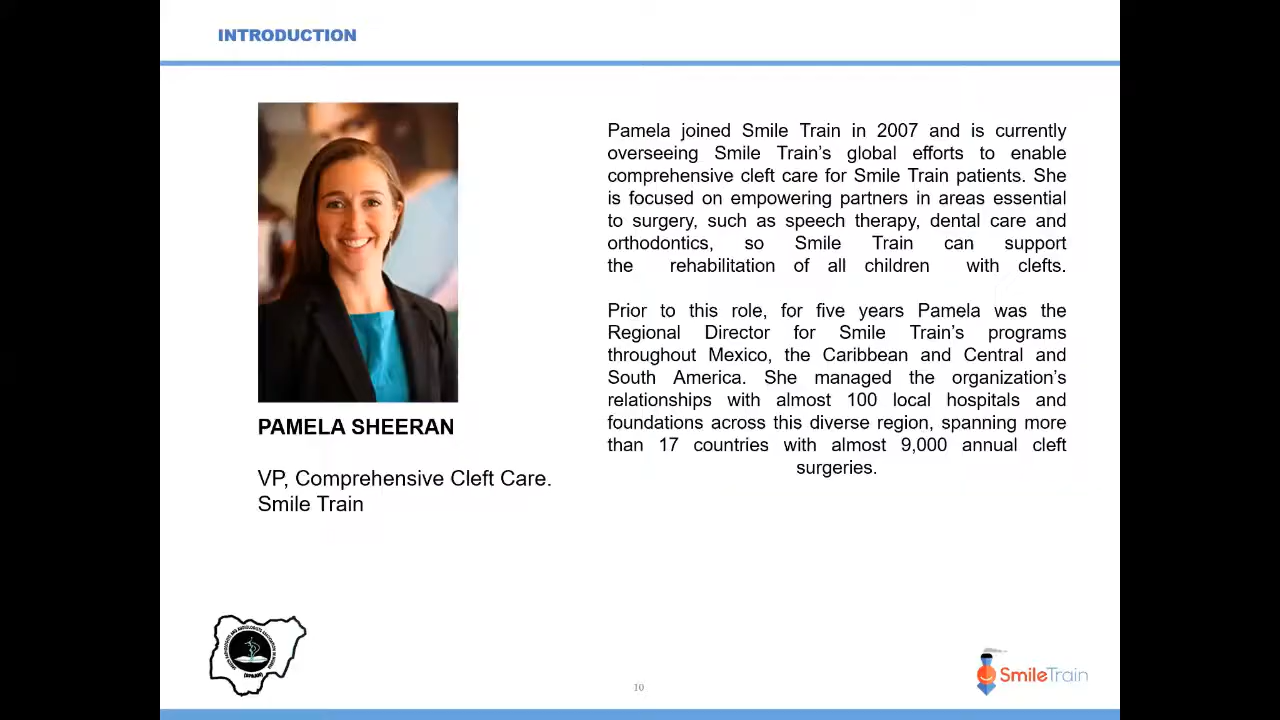 INTRODUCTION
Pamela joined Smile Train in 2007 and is currently
overseeing Smile Train's global efforts to enable
comprehensive cleft care for Smile Train patients. She
is focused on empowering partners in areas essential
to surgery, such as speech therapy, dental care and
orthodontics, so Smile Train can support
the rehabilitation of all children with clefts.
Prior to this role, for five years Pamela was the
Regional Director for Smile Train's programs
throughout Mexico, the Caribbean and Central and
South America. She managed the organization's
relationships with almost 100 local hospitals and
foundations across this diverse region, spanning more
than 17 countries with almost 9,000 annual cleft
surgeries.
PAMELA SHEERAN
VP, Comprehensive Cleft Care.
Smile Train
10
SmileTrain